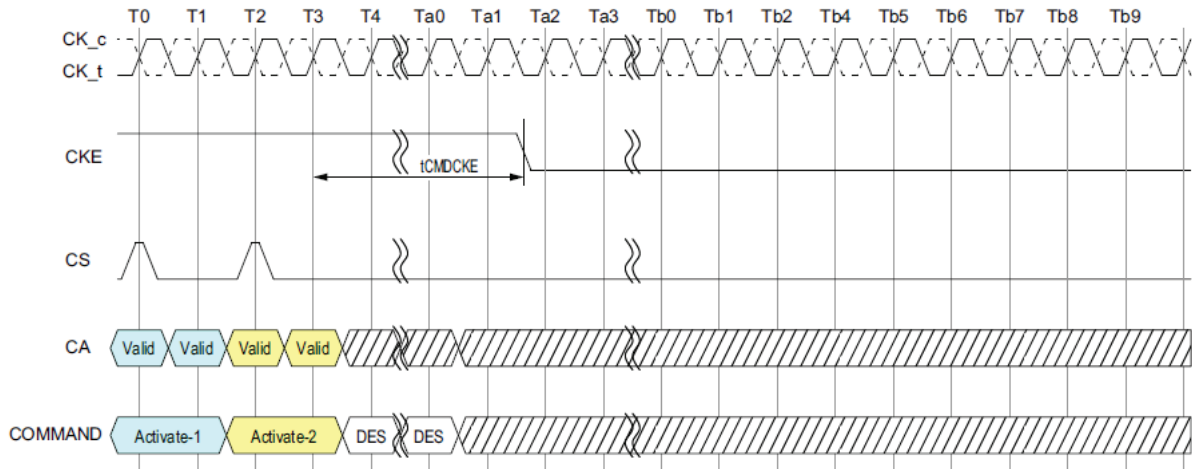 T0 T1 T2 T3 T4 Ta0 Ta1 Ta2 Ta3 Tb0 Tb1 Tb2 Tb4 Tb5 Tb6 Tb7 Tb8 Tb9
CK_c
CK_t
CKE
tCMDCKE
CS
CA Valid Valid Valid Valid
COMMAND Activate-1 Activate-2 DES DES